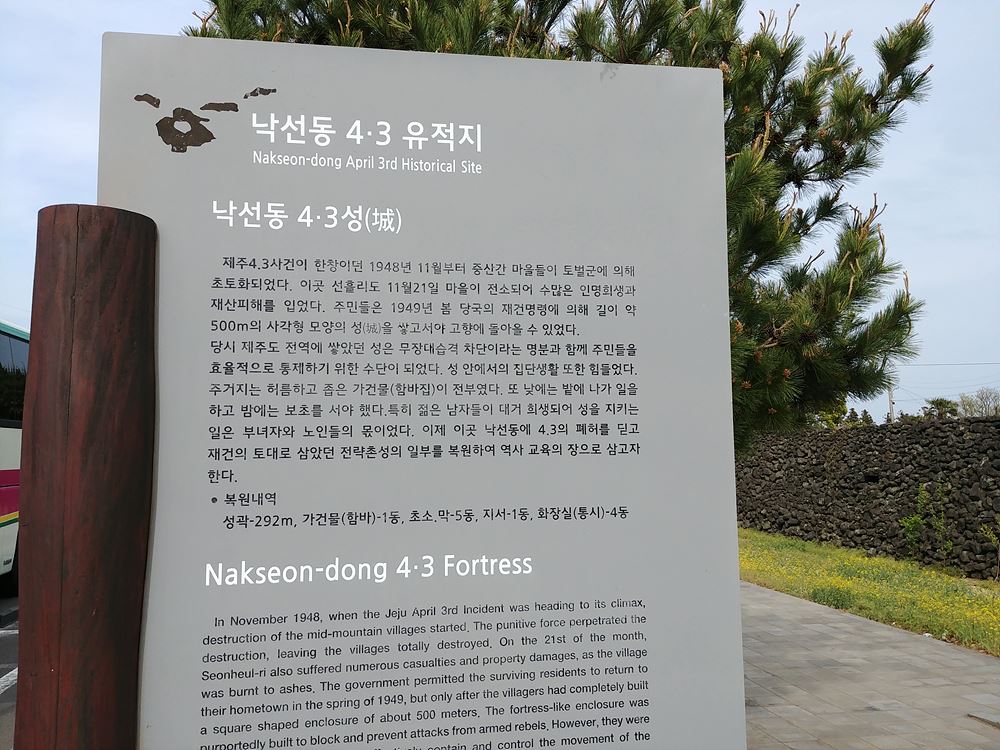 낙선동 4·3 유적지
Nakseon-dong April 3rd Historical Site
낙선동 4·3성(城)
제주4.3사건이 한창이던 1948년 11월부터 중산간 마을들이 토벌군에 의해
초토화되었다. 이곳 선흘리도 11월21일 마을이 전소되어 수많은 인명희생과
재산피해를 입었다. 주민들은 1949년 봄 당국의 재건명령에 의해 길이 약
500m의 사각형 모양의 성(城)을 쌓고서야 고향에 돌아올 수 있었다.
당시 제주도 전역에 쌓았던 성은 무장대습격 차단이라는 명분과 함께 주민들을
효율적으로 통제하기 위한 수단이 되었다. 성 안에서의 집단생활 또한 힘들었다.
주거지는 허름하고 좁은 가건물(함바집)이 전부였다. 또 낮에는 밭에 나가 일을
하고 밤에는 보초를 서야 했다.특히 젊은 남자들이 대거 희생되어 성을 지키는
일은 부녀자와 노인들의 몫이었다. 이제 이곳 낙선동에 4.3의 폐허를 딛고
재건의 토대로 삼았던 전략촌성의 일부를 복원하여 역사 교육의 장으로 삼고자
한다.
• 복원내역
성곽-292m, 가건물(함바)-1동, 초소.막-5동, 지서-1동, 화장실(통시)-4동
Nakseon-dong 4·3 Fortress
In November 1948, when the Jeju April 3rd Incident was heading to its climax,
destruction of the mid-mountain villages started. The punitive force perpetrated the
destruction, leaving the villages totally destroyed. On the 21st of the month,
Seonheul-ri also suffered numerous casualties and property damages, as the village
was burnt to ashes. The government permitted the surviving residents to return to
their hometown in the spring of 1949, but only after the villagers had completely built
a square shaped enclosure of about 500 meters. The fortress-like enclosure was
purportedly built to block and prevent attacks from armed rebels. However, they were
contain and control the movement of the